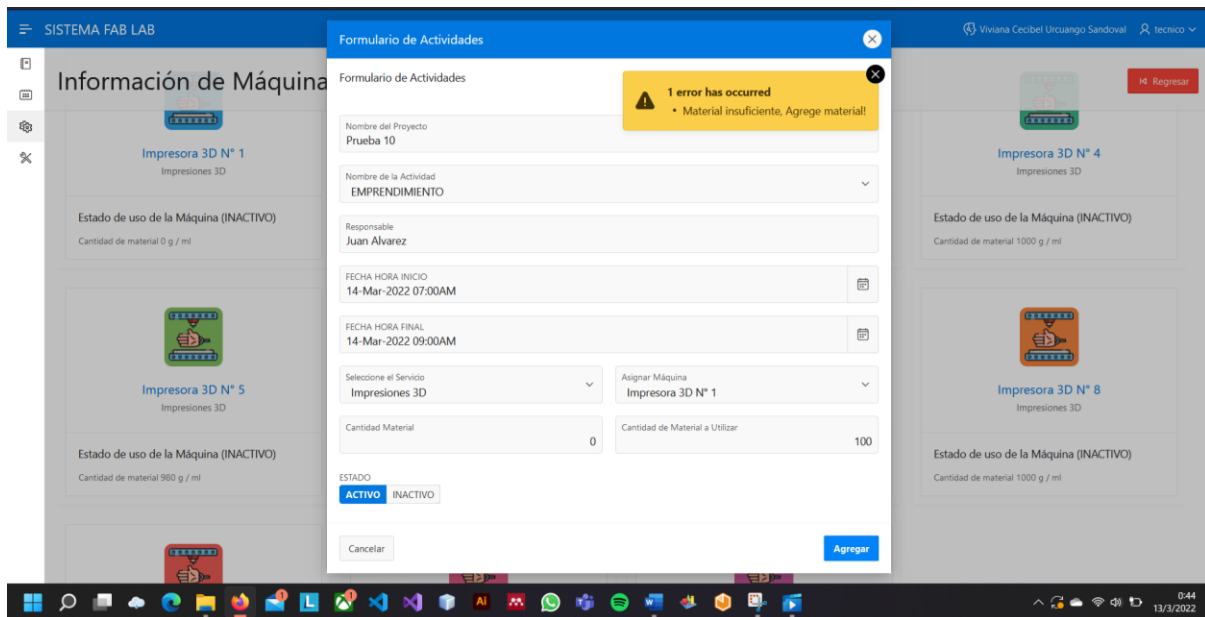 SISTEMA FAB LAB
Viviana Cecibel Urcuango Sandoval
tecnico
Información de Máquina
Regresar
Impresora 3D N° 1
Impresiones 3D
Estado de uso de la Máquina (INACTIVO)
Cantidad de material 0 g / ml
Impresora 3D N° 4
Impresiones 3D
Estado de uso de la Máquina (INACTIVO)
Cantidad de material 1000 g / ml
Impresora 3D N° 5
Impresiones 3D
Estado de uso de la Máquina (INACTIVO)
Cantidad de material 980 g / ml
Impresora 3D N° 8
Impresiones 3D
Estado de uso de la Máquina (INACTIVO)
Cantidad de material 1000 g / ml
Formulario de Actividades
Formulario de Actividades
1 error has occurred
• Material insuficiente, Agrege material!
Nombre del Proyecto
Prueba 10
Nombre de la Actividad
EMPRENDIMIENTO
Responsable
Juan Alvarez
FECHA HORA INICIO
14-Mar-2022 07:00AM
FECHA HORA FINAL
14-Mar-2022 09:00AM
Seleccione el Servicio
Impresiones 3D
Asignar Máquina
Impresora 3D N° 1
Cantidad Material
0
Cantidad de Material a Utilizar
100
ESTADO
ACTIVO INACTIVO
Cancelar
Agregar
L
Ai
0:44
13/3/2022